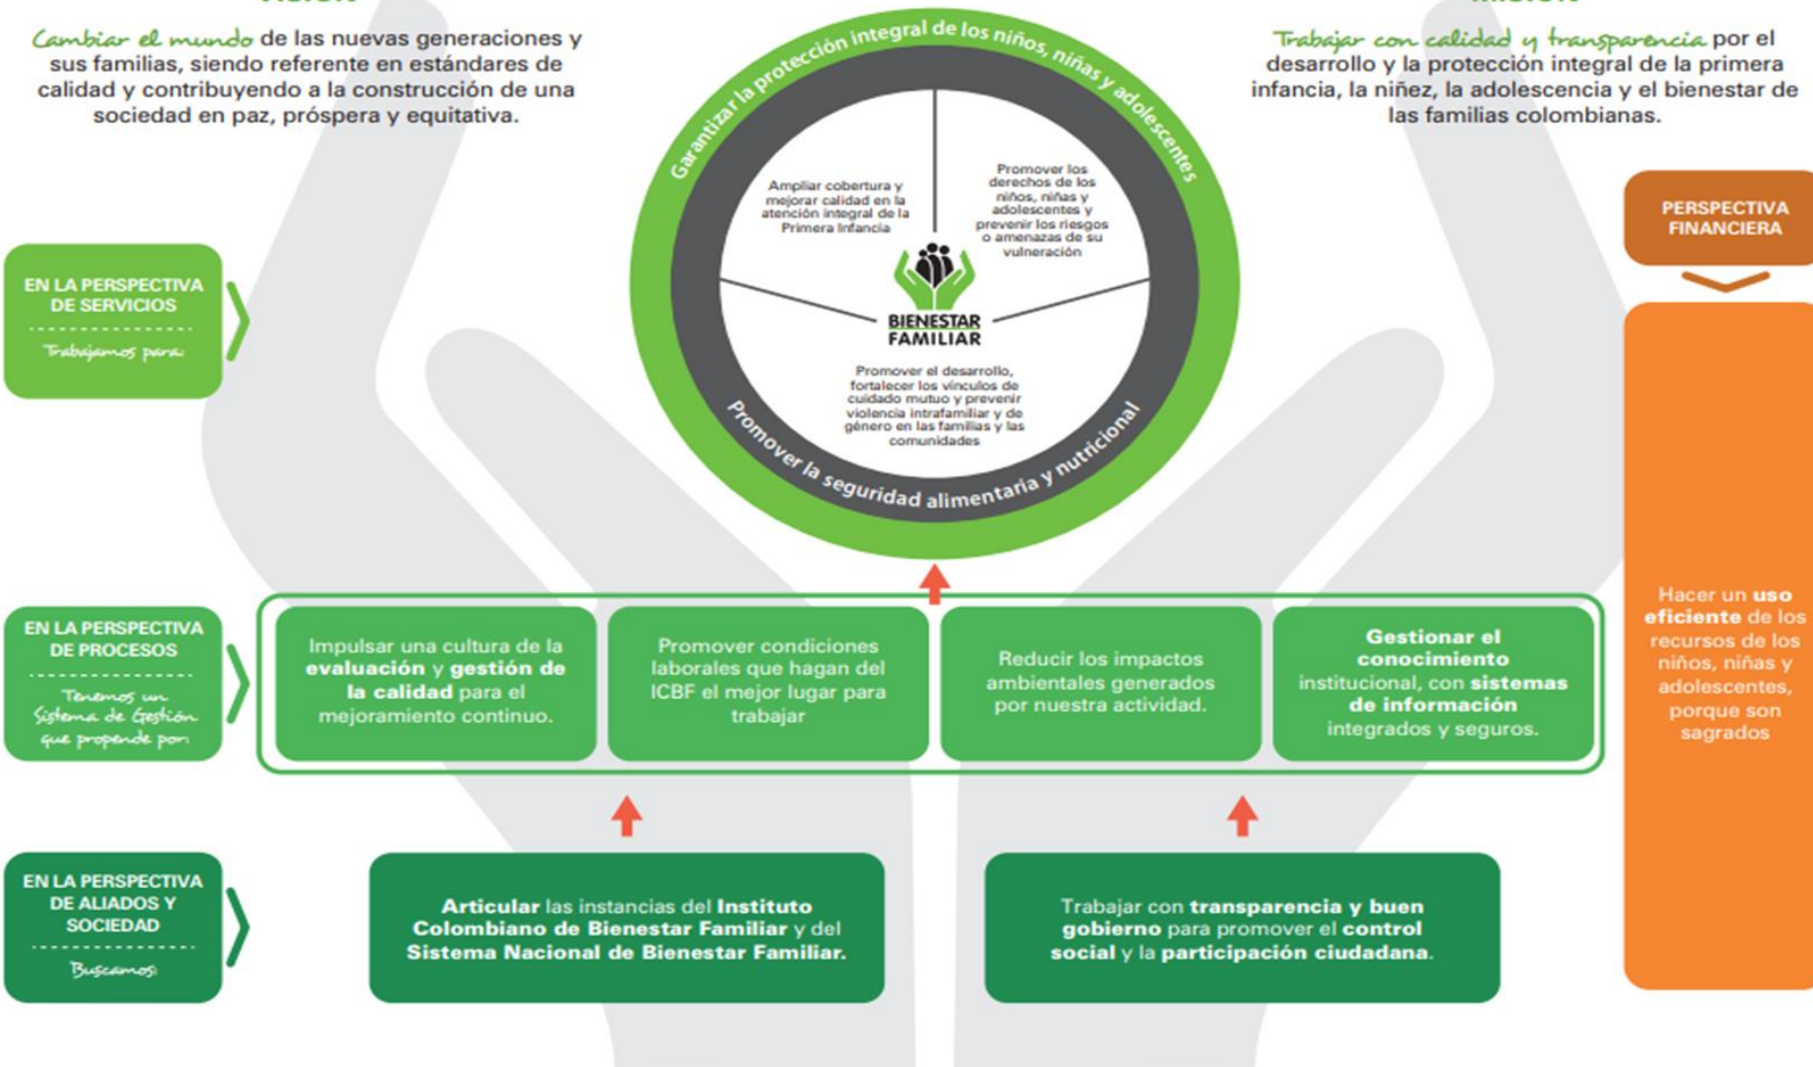 Cambiar el mundo de las nuevas generaciones y
sus familias, siendo referente en estándares de
calidad y contribuyendo a la construcción de una
sociedad en paz, próspera y equitativa.
Trabajar con calidad y transparencia por el
desarrollo y la protección integral de la primera
infancia, la niñez, la adolescencia y el bienestar de
las familias colombianas.
Garantizar la protección integral de los niños, niñas y adolescentes
Ampliar cobertura y
mejorar calidad en la
atención integral de la
Primera Infancia
Promover los
derechos de los
niños, niñas y
adolescentes y
prevenir los riesgos
o amenazas de su
vulneración
BIENESTAR
FAMILIAR
Promover el desarrollo,
fortalecer los vínculos de
cuidado mutuo y prevenir
violencia intrafamiliar y de
género en las familias y las
comunidades
Promover la seguridad alimentaria y nutricional
EN LA PERSPECTIVA
DE SERVICIOS
Trabajamos para:
PERSPECTIVA
FINANCIERA
Hacer un uso
eficiente de los
recursos de los
niños, niñas y
adolescentes,
porque son
sagrados
EN LA PERSPECTIVA
DE PROCESOS
Tenemos un
Sistema de Gestión
que propende por:
Impulsar una cultura de la
evaluación y gestión de
la calidad para el
mejoramiento continuo.
Promover condiciones
laborales que hagan del
ICBF el mejor lugar para
trabajar
Reducir los impactos
ambientales generados
por nuestra actividad.
Gestionar el
conocimiento
institucional, con sistemas
de información
integrados y seguros.
EN LA PERSPECTIVA
DE ALIADOS Y
SOCIEDAD
Buscamos:
Articular las instancias del Instituto
Colombiano de Bienestar Familiar y del
Sistema Nacional de Bienestar Familiar.
Trabajar con transparencia y buen
gobierno para promover el control
social y la participación ciudadana.